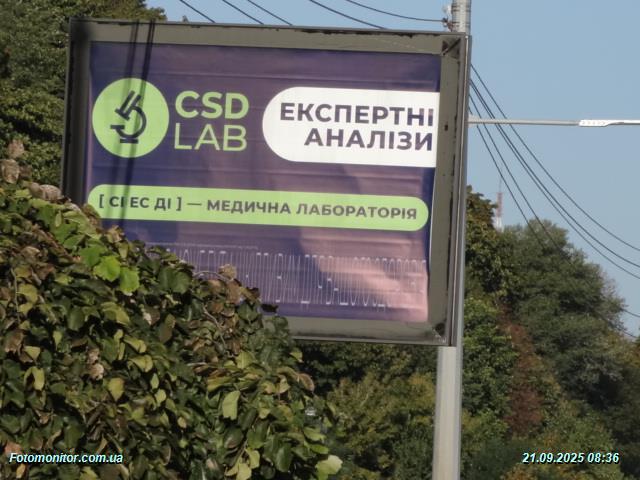 CSD
LAB
ЕКСПЕРТНІ
АНАЛІЗИ
[ СІ ЕС ДІ ] — МЕДИЧНА ЛАБОРАТОРІЯ
Fotomonitor.com.ua
21.09.2025 08:36